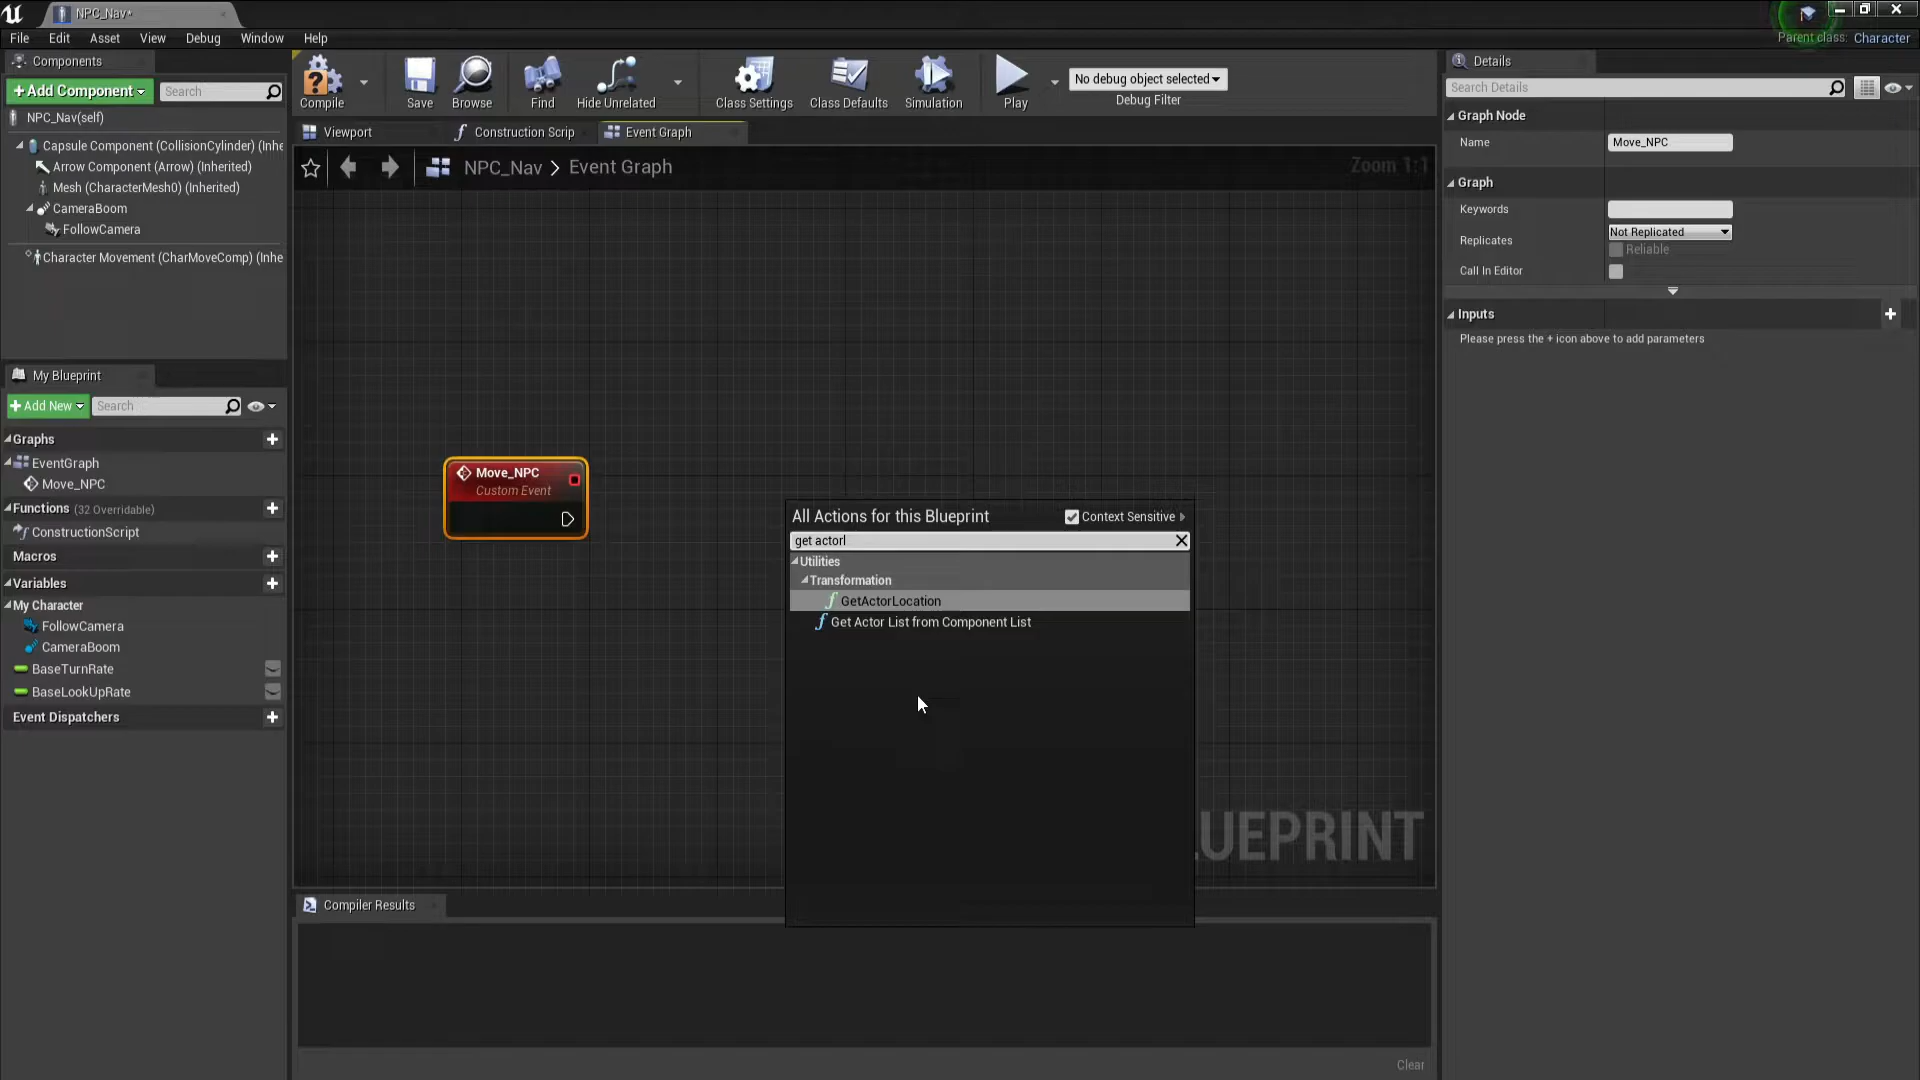 NPC_Nav*
File Edit Asset View Debug Window Help
Parent class: Character
Components
+Add Component
Search
NPC_Nav(self)
Capsule Component (CollisionCylinder) (Inhe
Arrow Component (Arrow) (Inherited)
Mesh (CharacterMesh0) (Inherited)
CameraBoom
FollowCamera
Character Movement (CharMoveComp) (Inhe
My Blueprint
+Add New
Search
Graphs
EventGraph
Move_NPC
Functions (32 Overridable)
ConstructionScript
Macros
Variables
My Character
FollowCamera
CameraBoom
BaseTurnRate
BaseLookUpRate
Event Dispatchers
Compile
Save
Browse
Find
Hide Unrelated
Class Settings
Class Defaults
Simulation
Play
No debug object selected
Debug Filter
Viewport
Construction Scrip
Event Graph
NPC_Nav > Event Graph
Zoom 1:1
Move_NPC
Custom Event
All Actions for this Blueprint
Context Sensitive
get actorl
Utilities
Transformation
GetActorLocation
Get Actor List from Component List
LUEPRINT
Compiler Results
Clear
Details
Search Details
Graph Node
Name
Move_NPC
Graph
Keywords
Replicates
Not Replicated
Reliable
Call In Editor
Inputs
Please press the + icon above to add parameters